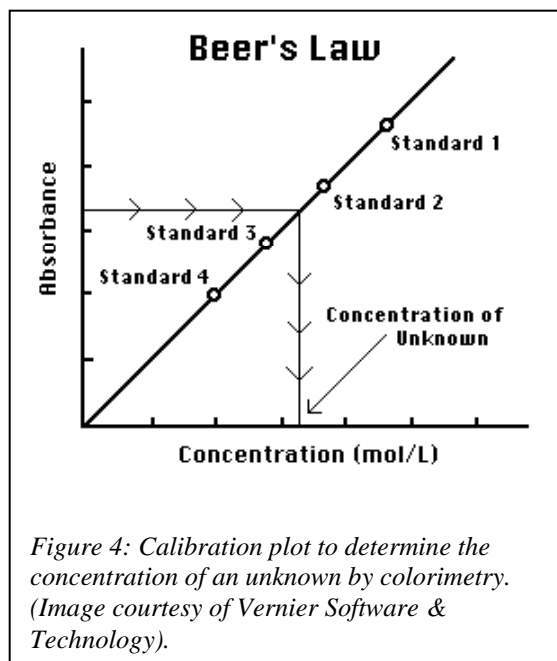 Beer's Law
Standard 1
Standard 2
Absorbance
Standard 3
Standard 4
Concentration of
Unknown
Concentration (mol/L)
Figure 4: Calibration plot to determine the
concentration of an unknown by colorimetry.
(Image courtesy of Vernier Software &
Technology).